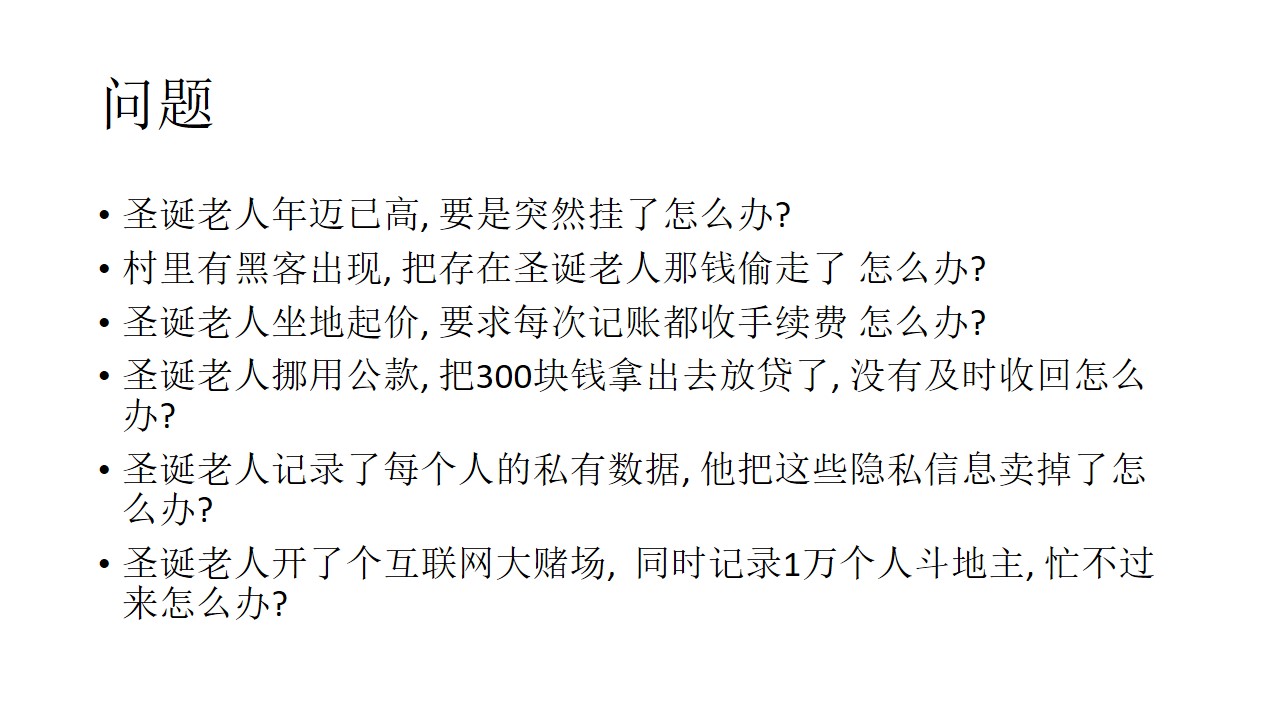 问题
• 圣诞老人年迈已高, 要是突然挂了怎么办?
• 村里有黑客出现, 把存在圣诞老人那钱偷走了 怎么办?
• 圣诞老人坐地起价, 要求每次记账都收手续费 怎么办?
• 圣诞老人挪用公款, 把300块钱拿出去放贷了, 没有及时收回怎么
办?
• 圣诞老人记录了每个人的私有数据, 他把这些隐私信息卖掉了怎
么办?
• 圣诞老人开了个互联网大赌场,  同时记录1万个人斗地主, 忙不过
来怎么办?